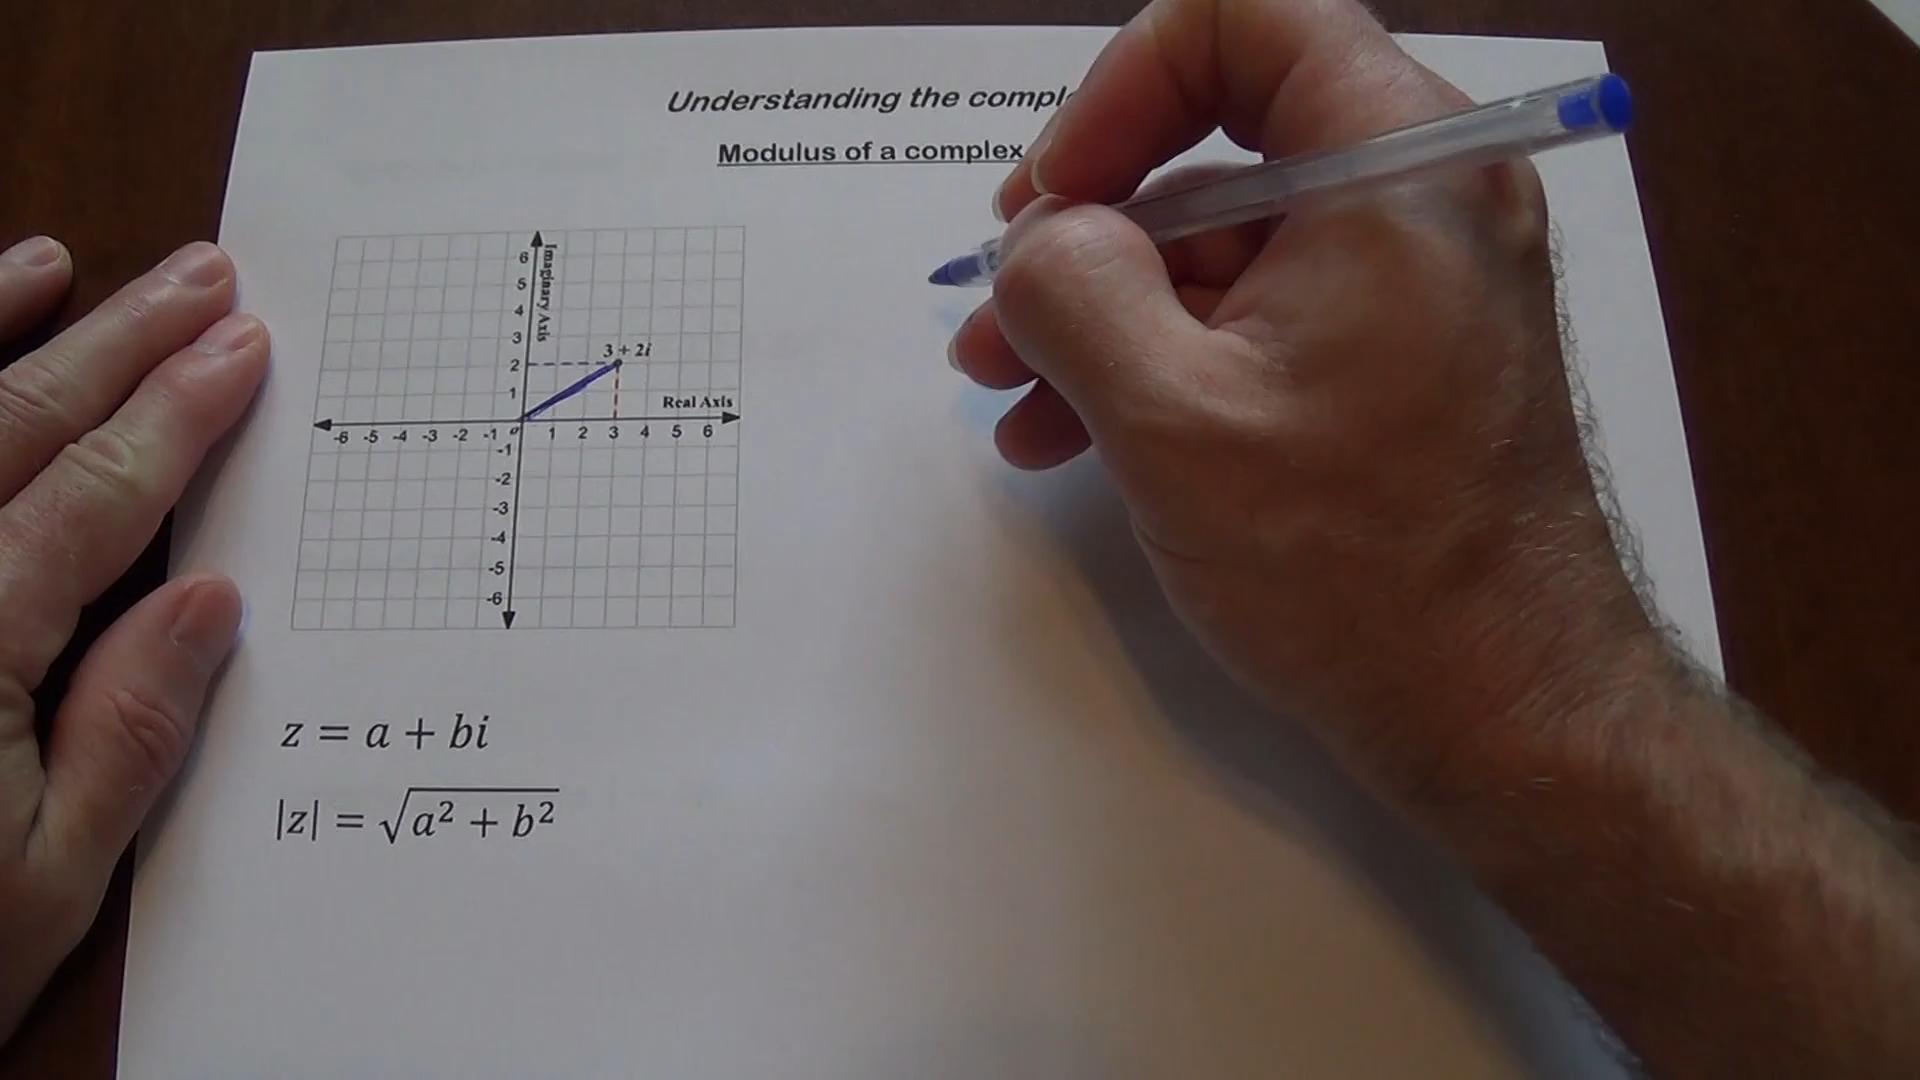 Understanding the
Modulus of a complex
Imaginary Axis
6
5
4
3
2
1
3 + 2i
Real Axis
-6 -5 -4 -3 -2 -1 o 1 2 3 4 5 6
-1
-2
-3
-4
-5
-6
z = a + bi
|z| = √a² + b²